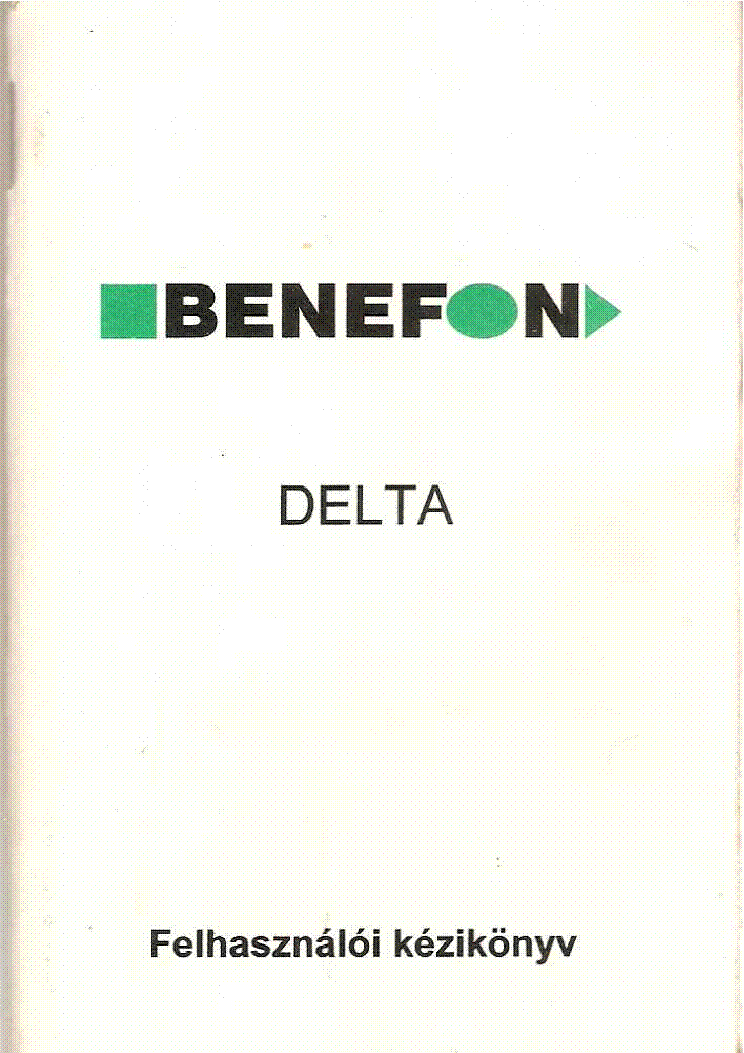 BENEFON
DELTA
Felhasználói kézikönyv